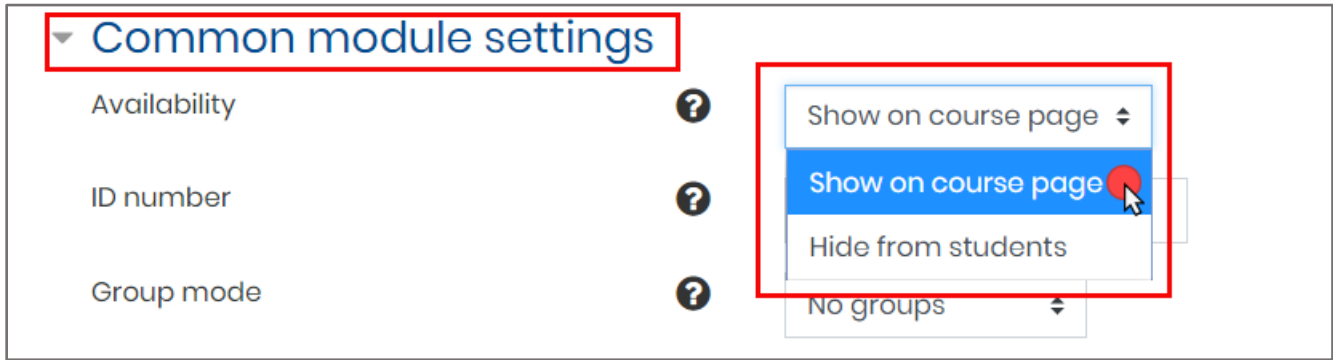 Common module settings
Availability
Show on course page
Show on course page
ID number
Hide from students
Group mode
No groups